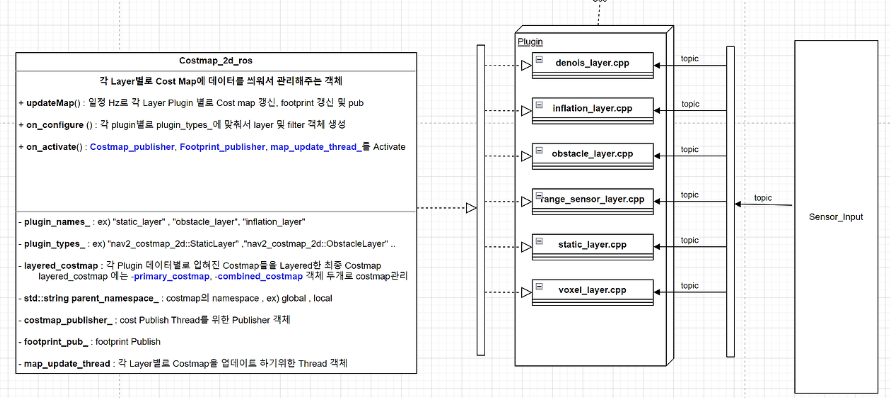 Costmap_2d_ros
각 Layer별로 Cost Map에 데이터를 씌워서 관리해주는 객체
+ updateMap() : 일정 Hz로 각 Layer Plugin 별로 Cost map 갱신, footprint 갱신 및 pub
+ on_configure () : 각 plugin별로 plugin_types_에 맞춰서 layer 및 filter 객체 생성
+ on_activate() : Costmap_publisher, Footprint_publisher, map_update_thread_를 Activate
- plugin_names_ : ex) "static_layer" , "obstacle_layer", "inflation_layer"
- plugin_types_ : ex) "nav2_costmap_2d::StaticLayer" ,"nav2_costmap_2d::ObstacleLayer" ..
- layered_costmap : 각 Plugin 데이터별로 입혀진 Costmap들을 Layered한 최종 Costmap
layered_costmap 에는 -primary_costmap, -combined_costmap 객체 두개로 costmap관리
- std::string parent_namespace_ : costmap의 namespace , ex) global , local
- costmap_publisher_ : cost Publish Thread를 위한 Publisher 객체
- footprint_pub_ : footprint Publish
- map_update_thread : 각 Layer별로 Costmap을 업데이트 하기위한 Thread 객체
Plugin
denois_layer.cpp
topic
inflation_layer.cpp
topic
obstacle_layer.cpp
topic
range_sensor_layer.cpp
topic
static_layer.cpp
topic
voxel_layer.cpp
topic
topic
Sensor_Input